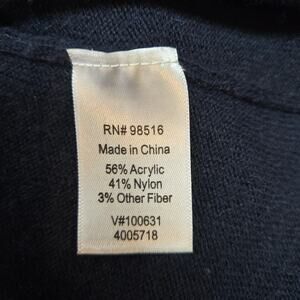 RN# 98516
Made in China
56% Acrylic
41% Nylon
3% Other Fiber
V#100631
4005718